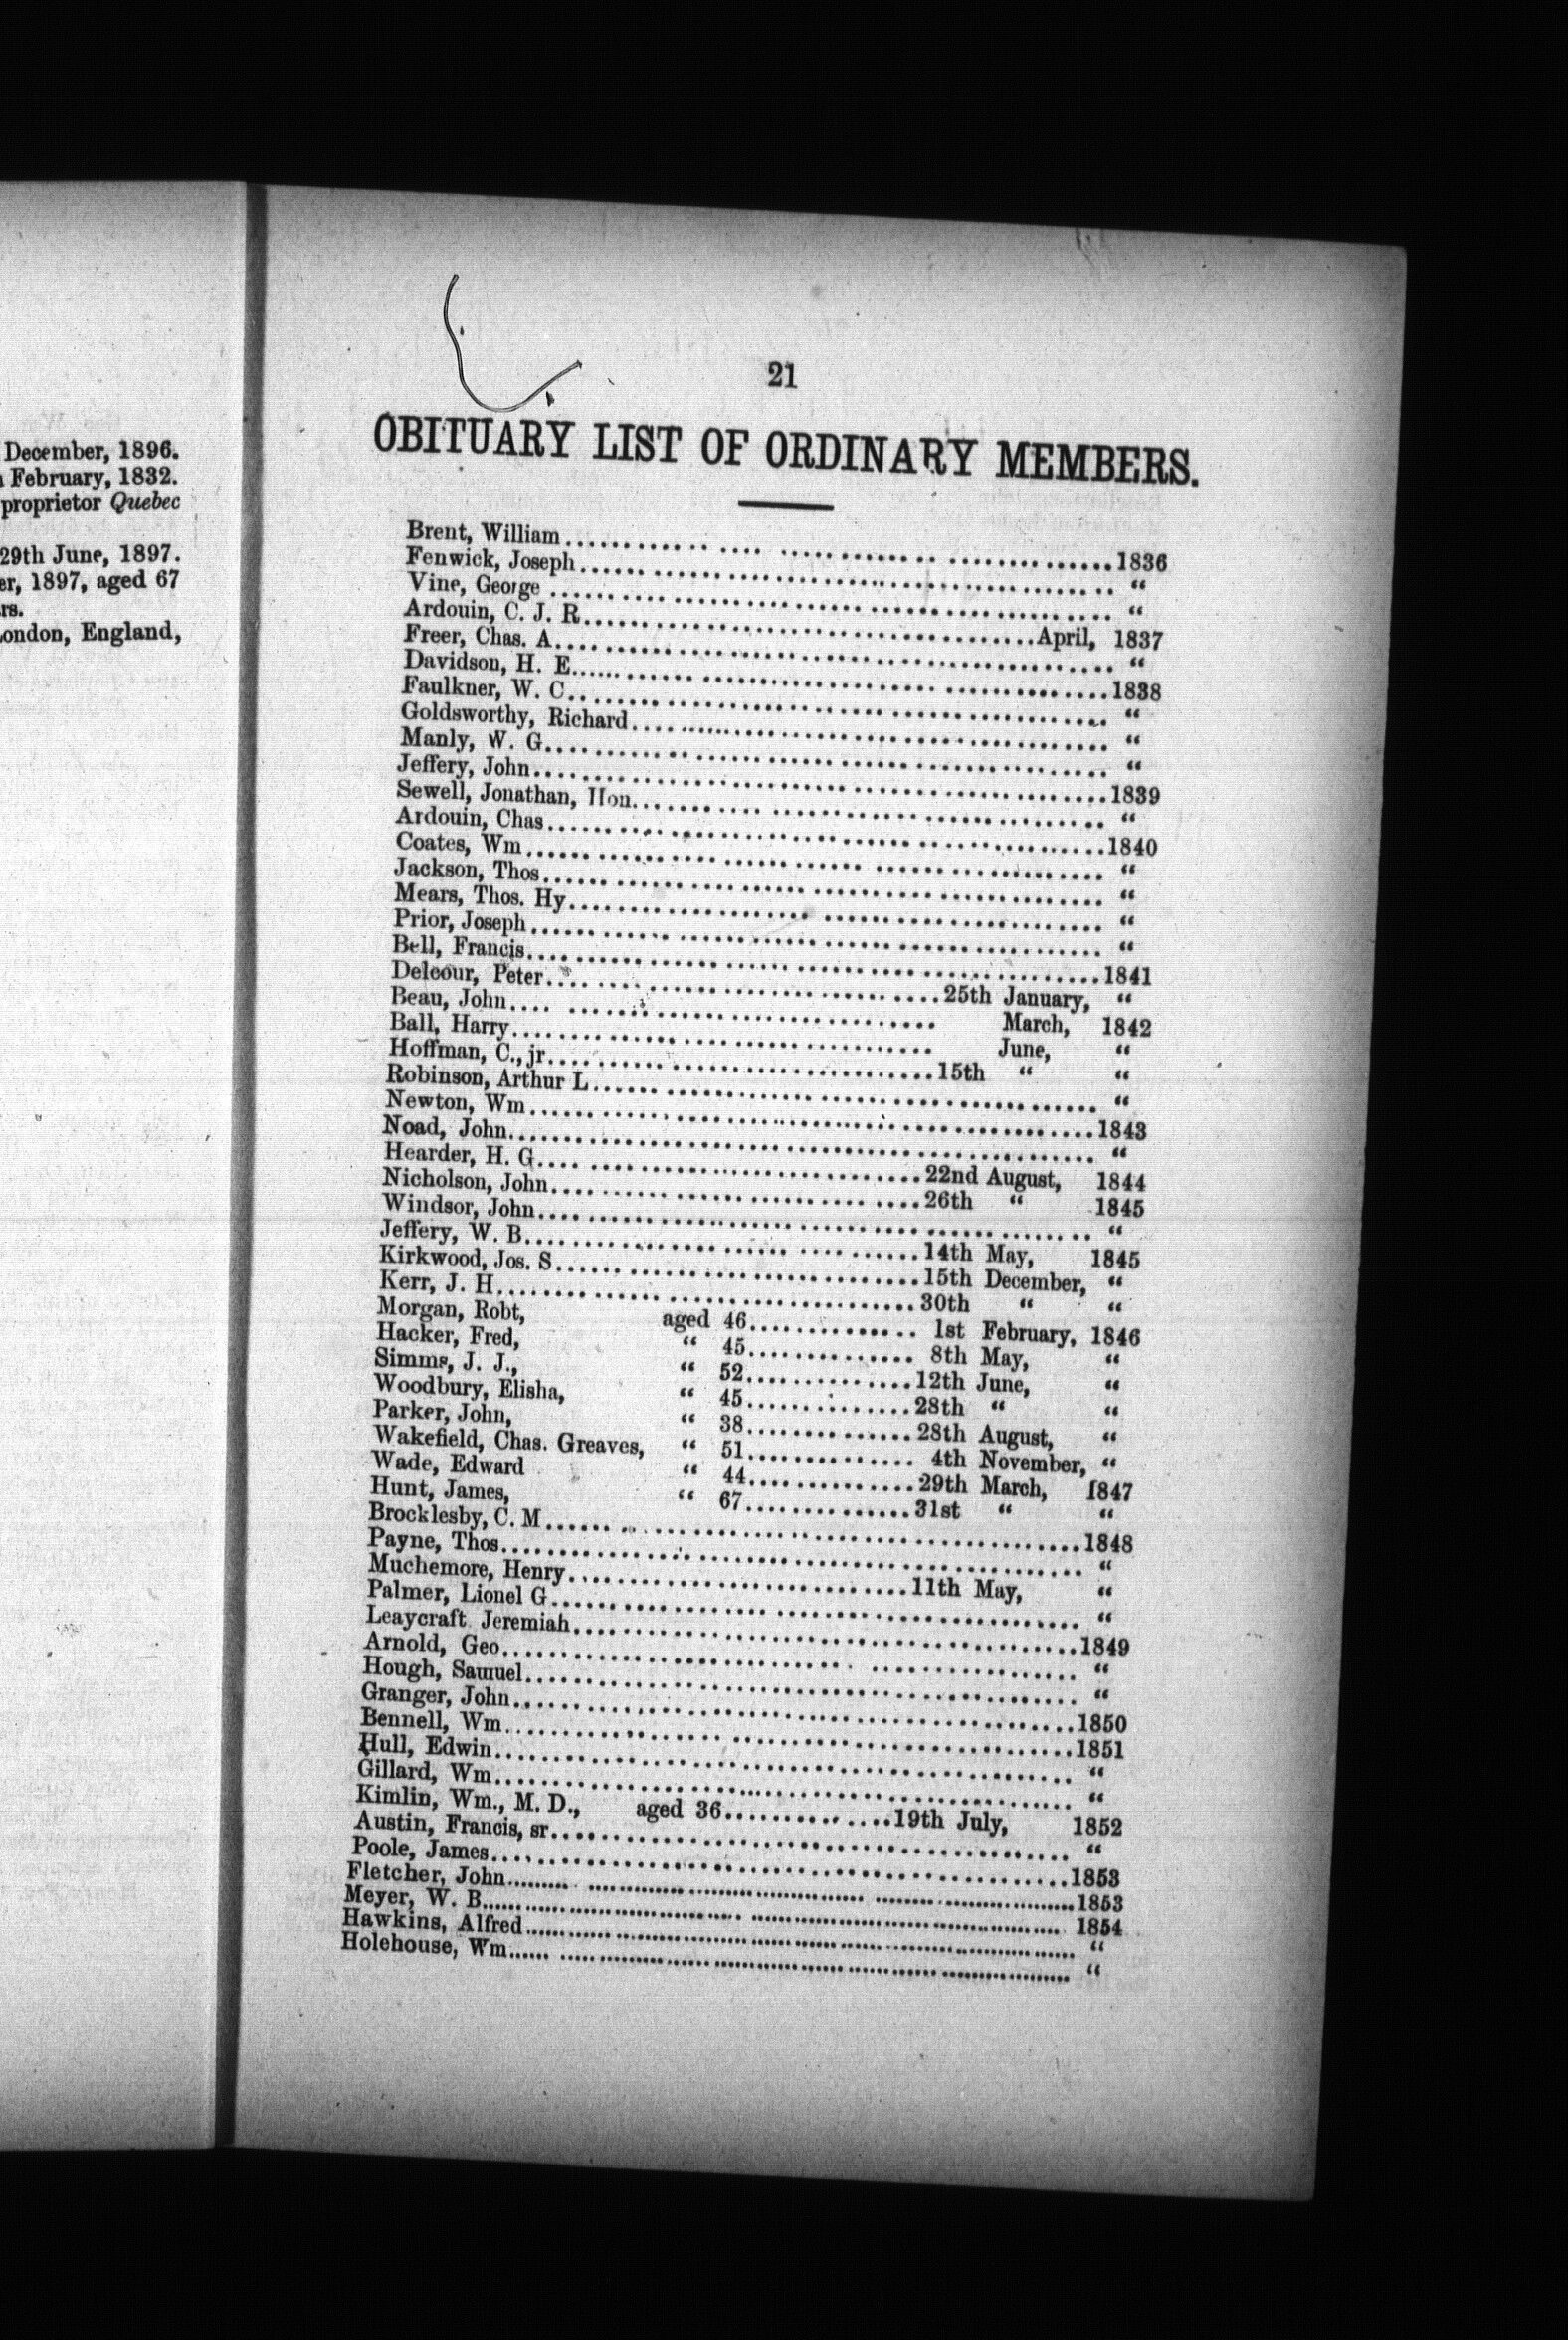 December, 1896.
February, 1832.
proprietor Quebec
29th June, 1897.
er, 1897, aged 67
rs.
London, England,
21
OBITUARY LIST OF ORDINARY MEMBERS.
Brent, William........1836
Fenwick, Joseph........ "
Vine, George........ "
Ardouin, C. J. R........April, 1837
Freer, Chas. A........ "
Davidson, H. E........1838
Faulkner, W. C........ "
Goldsworthy, Richard........ "
Manly, W. G........ "
Jeffery, John........1839
Sewell, Jonathan, Hon........ "
Ardouin, Chas........1840
Coates, Wm........ "
Jackson, Thos........ "
Mears, Thos. Hy........ "
Prior, Joseph........ "
Bell, Francis........1841
Delcour, Peter........25th January, "
Beau, John........ March, 1842
Ball, Harry........ June, "
Hoffman, C., jr........15th " "
Robinson, Arthur L........ "
Newton, Wm........1843
Noad, John........ "
Hearder, H. G........22nd August, 1844
Nicholson, John........26th " 1845
Windsor, John........ "
Jeffery, W. B........14th May, 1845
Kirkwood, Jos. S........15th December, "
Kerr, J. H........30th " "
Morgan, Robt, aged 46........ 1st February, 1846
Hacker, Fred, " 45........ 8th May, "
Simms, J. J., " 52........12th June, "
Woodbury, Elisha, " 45........28th " "
Parker, John, " 38........28th August, "
Wakefield, Chas. Greaves, " 51........ 4th November, "
Wade, Edward " 44........29th March, 1847
Hunt, James, " 67........31st " "
Brocklesby, C. M........1848
Payne, Thos........ "
Muchemore, Henry........11th May, "
Palmer, Lionel G........ "
Leaycraft Jeremiah........1849
Arnold, Geo........ "
Hough, Samuel........ "
Granger, John........1850
Bennell, Wm........1851
Hull, Edwin........ "
Gillard, Wm........ "
Kimlin, Wm., M. D., aged 36........19th July, 1852
Austin, Francis, sr........ "
Poole, James........1853
Fletcher, John........1853
Meyer, W. B........ 1854
Hawkins, Alfred........ "
Holehouse, Wm........ "